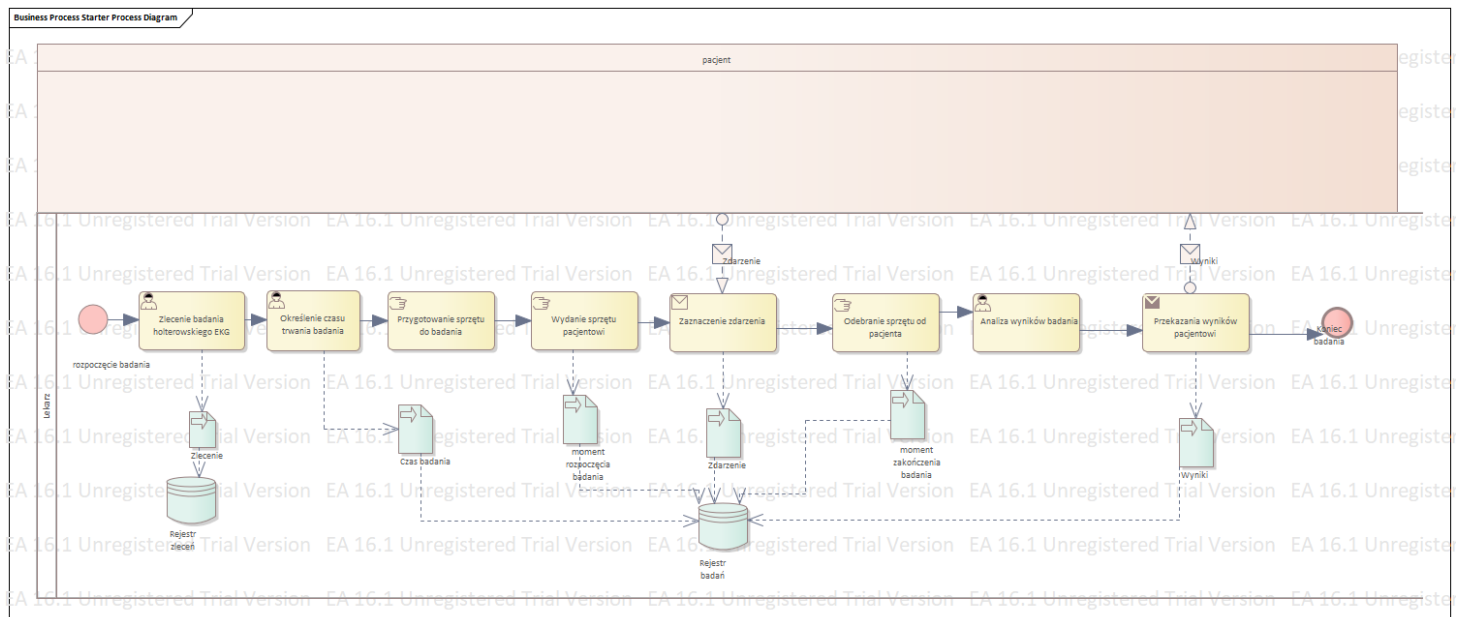 Business Process Starter Process Diagram
pacjent
Zdarzenie
Wyniki
Lekarz
rozpoczęcie badania
Zlecenie badania
holterowskiego EKG
Określenie czasu
trwania badania
Przygotowanie sprzętu
do badania
Wydanie sprzętu
pacjentowi
Zaznaczenie zdarzenia
Odebranie sprzętu od
pacjenta
Analiza wyników badania
Przekazania wyników
pacjentowi
Koniec
badania
Zlecenie
Czas badania
moment
rozpoczęcia
badania
Zdarzenie
moment
zakończenia
badania
Wyniki
Rejestr
zleceń
Rejestr
badań
EA 16.1 Unregistered Trial Version